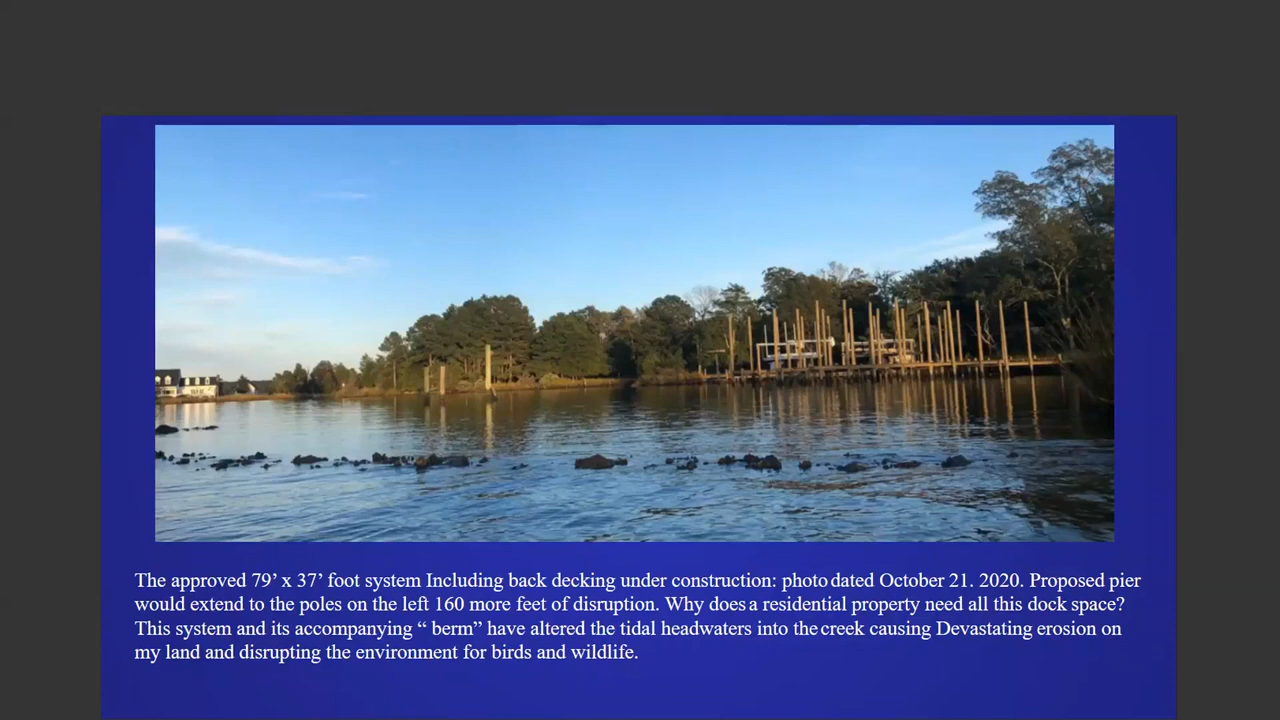 The approved 79’ x 37’ foot system Including back decking under construction: photo dated October 21. 2020. Proposed pier
would extend to the poles on the left 160 more feet of disruption. Why does a residential property need all this dock space?
This system and its accompanying “ berm” have altered the tidal headwaters into the creek causing Devastating erosion on
my land and disrupting the environment for birds and wildlife.